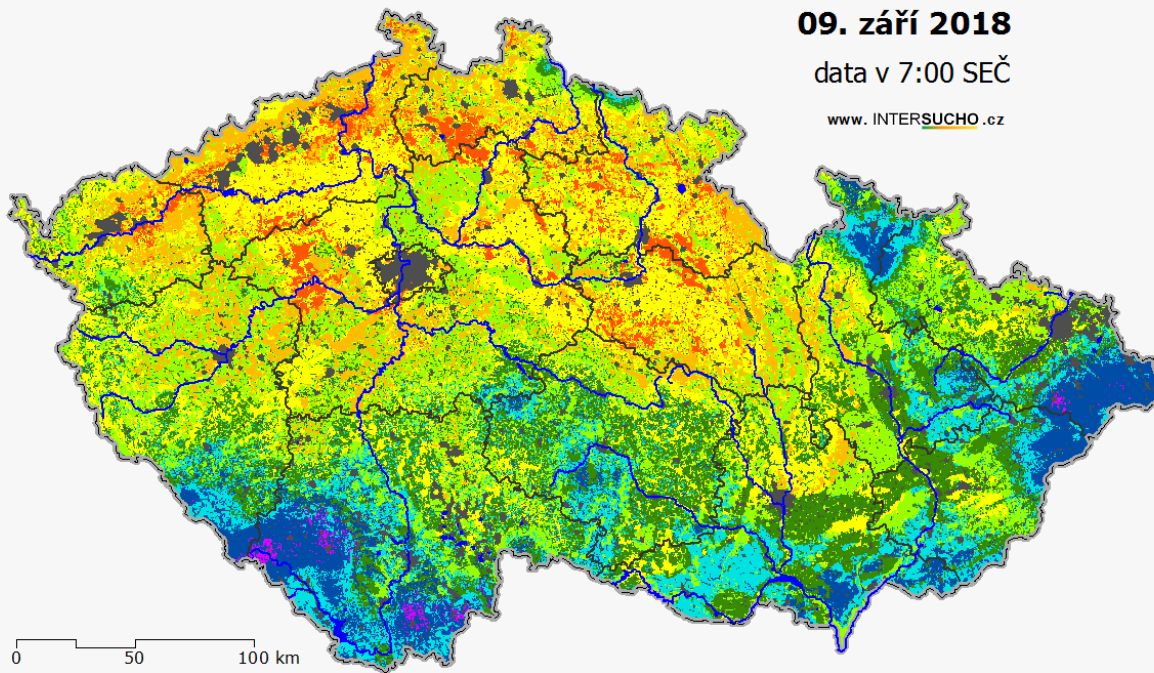 09. září 2018
data v 7:00 SEČ
www. INTERSUCHO .cz
0 50 100 km